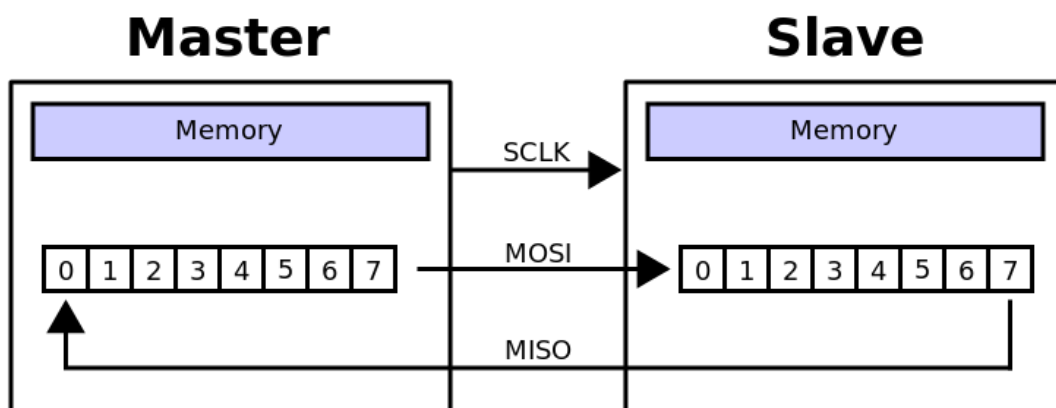 Master Slave
Memory Memory
SCLK
MOSI
0 1 2 3 4 5 6 7 0 1 2 3 4 5 6 7
MISO